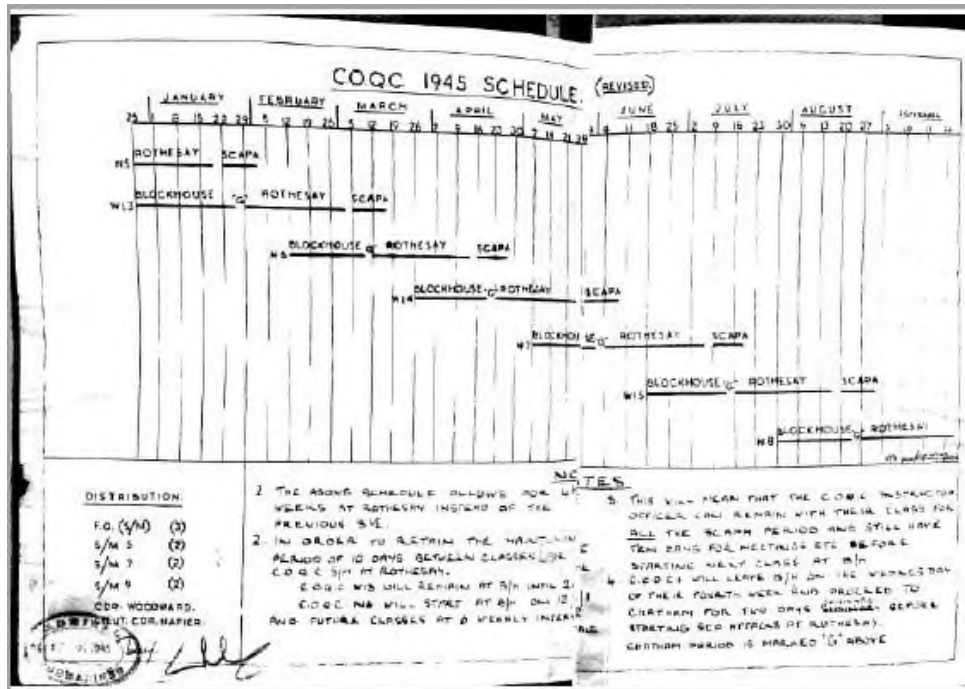 COQC 1945 SCHEDULE. (REVISED)
JANUARY FEBRUARY MARCH APRIL MAY JUNE JULY AUGUST
25 1 8 15 22 29 5 12 19 25 5 12 19 26 9 16 23 30 7 14 21 28 4 11 18 25 2 9 16 23 30 6 13 20 27 3 10 17
N5 ROTHESAY SCAPA
W13 BLOCKHOUSE "G" ROTHESAY SCAPA
N6 BLOCKHOUSE G ROTHESAY SCAPA
W14 BLOCKHOUSE "G" ROTHESAY SCAPA
N7 BLOCKHOUSE "G" ROTHESAY SCAPA
W15 BLOCKHOUSE "G" ROTHESAY SCAPA
N8 BLOCKHOUSE "G" ROTHESAY
DISTRIBUTION.
F.O. (S/M) (3)
S/M 5 (2)
S/M 7 (2)
S/M 9 (2)
CDR. WOODWARD.
LIEUT. CDR. NAPIER.
1945
NOTES
1. THE ABOVE SCHEDULE ALLOWS FOR
WEEKS AT ROTHESAY INSTEAD OF THE
PREVIOUS 5½.
2. IN ORDER TO RETAIN THE
PERIOD OF 10 DAYS BETWEEN CLASSES FOR
C.O.Q.C S/M AT ROTHESAY.
C.O.Q.C W13 WILL REMAIN AT B/H UNTIL
C.O.Q.C N6 WILL START AT B/H ON 12
AND FUTURE CLASSES AT 6 WEEKLY
3. THIS WILL MEAN THAT THE C.O.Q.C INSTRUCTOR
OFFICER CAN REMAIN WITH THEIR CLASS FOR
ALL THE SCAPA PERIOD AND STILL HAVE
TEN DAYS FOR MEETINGS ETC BEFORE
STARTING NEXT CLASS AT B/H
4. C.O.Q.C'S WILL LEAVE B/H ON THE WEDNESDAY
OF THEIR FOURTH WEEK AND PROCEED TO
CHATHAM FOR TWO DAYS BEFORE
STARTING SEA ATTACKS AT ROTHESAY.
CHATHAM PERIOD IS MARKED "G" ABOVE